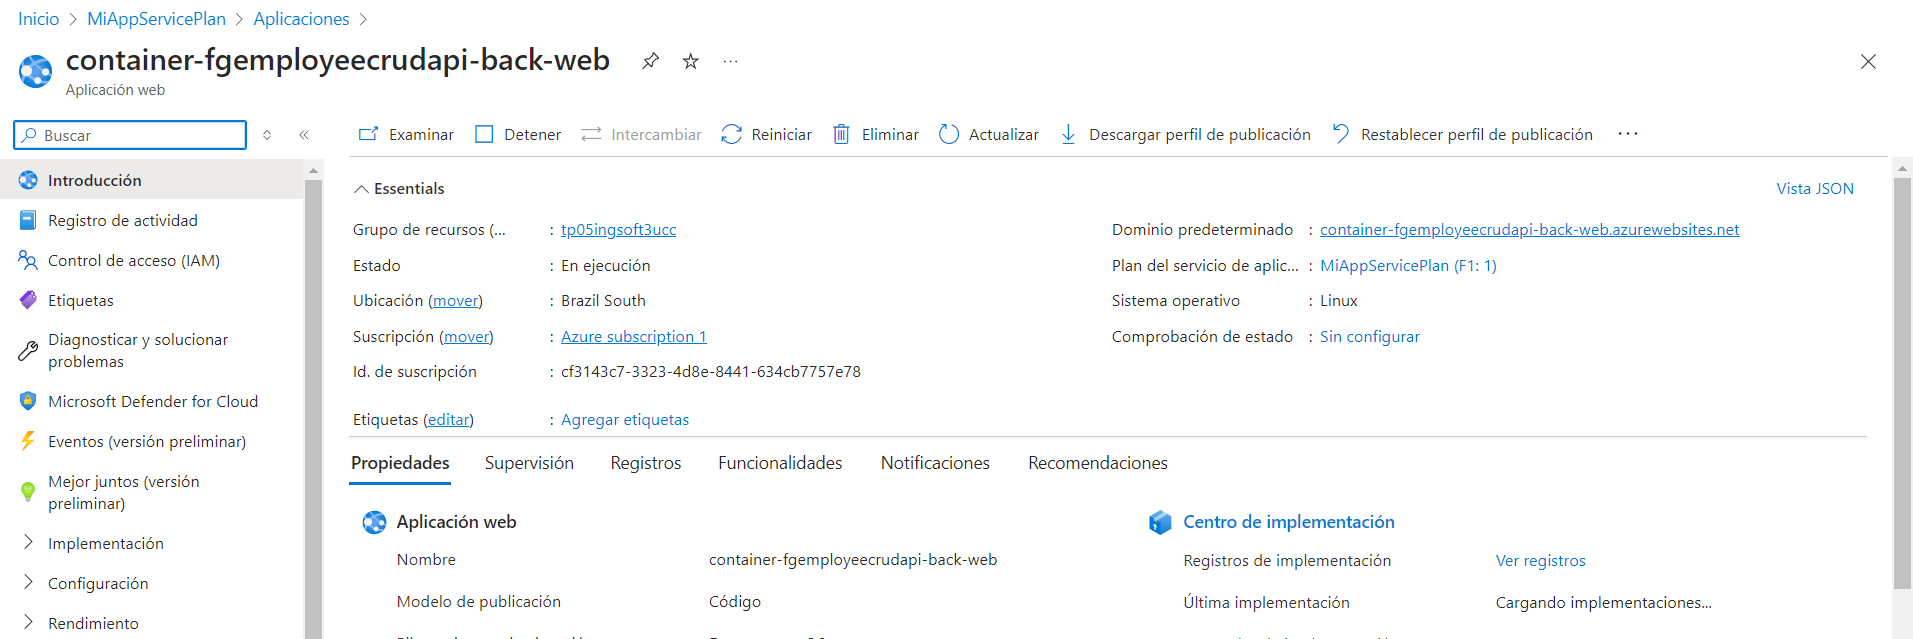 Inicio > MiAppServicePlan > Aplicaciones >
container-fgemployeecrudapi-back-web
Aplicación web
Buscar
Examinar
Detener
Intercambiar
Reiniciar
Eliminar
Actualizar
Descargar perfil de publicación
Restablecer perfil de publicación
Introducción
Registro de actividad
Control de acceso (IAM)
Etiquetas
Diagnosticar y solucionar
problemas
Microsoft Defender for Cloud
Eventos (versión preliminar)
Mejor juntos (versión
preliminar)
Implementación
Configuración
Rendimiento
Essentials
Vista JSON
Grupo de recursos (... : tp05ingsoft3ucc
Estado : En ejecución
Ubicación (mover) : Brazil South
Suscripción (mover) : Azure subscription 1
Id. de suscripción : cf3143c7-3323-4d8e-8441-634cb7757e78
Etiquetas (editar) : Agregar etiquetas
Dominio predeterminado : container-fgemployeecrudapi-back-web.azurewebsites.net
Plan del servicio de aplic... : MiAppServicePlan (F1: 1)
Sistema operativo : Linux
Comprobación de estado : Sin configurar
Propiedades
Supervisión
Registros
Funcionalidades
Notificaciones
Recomendaciones
Aplicación web
Nombre container-fgemployeecrudapi-back-web
Modelo de publicación Código
Centro de implementación
Registros de implementación Ver registros
Última implementación Cargando implementaciones...